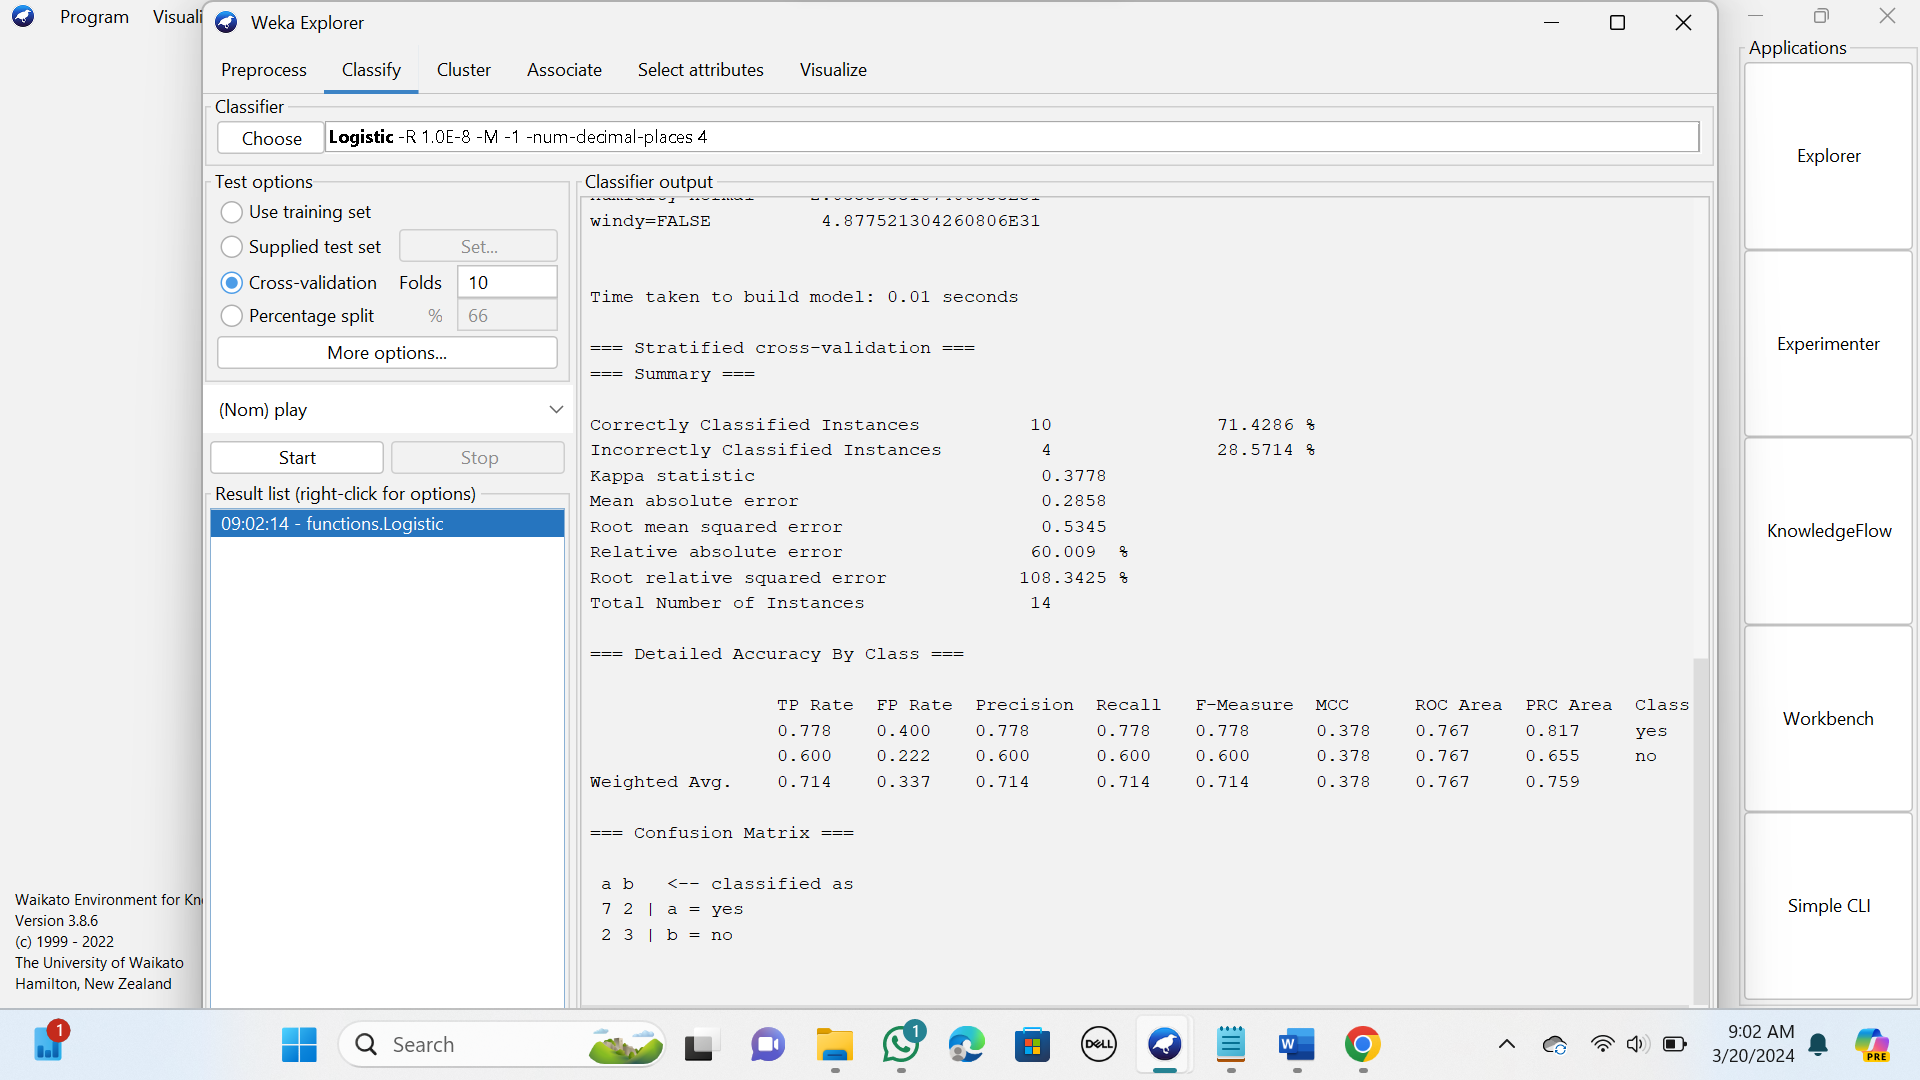 Program Visuali
Weka Explorer
Preprocess Classify Cluster Associate Select attributes Visualize
Classifier
Choose Logistic -R 1.0E-8 -M -1 -num-decimal-places 4
Test options
Use training set
Supplied test set Set...
Cross-validation Folds 10
Percentage split % 66
More options...
(Nom) play
Start Stop
Result list (right-click for options)
09:02:14 - functions.Logistic
Classifier output
windy=FALSE 4.877521304260806E31
Time taken to build model: 0.01 seconds
=== Stratified cross-validation ===
=== Summary ===
Correctly Classified Instances 10 71.4286 %
Incorrectly Classified Instances 4 28.5714 %
Kappa statistic 0.3778
Mean absolute error 0.2858
Root mean squared error 0.5345
Relative absolute error 60.009 %
Root relative squared error 108.3425 %
Total Number of Instances 14
=== Detailed Accuracy By Class ===
TP Rate FP Rate Precision Recall F-Measure MCC ROC Area PRC Area Class
0.778 0.400 0.778 0.778 0.778 0.378 0.767 0.817 yes
0.600 0.222 0.600 0.600 0.600 0.378 0.767 0.655 no
Weighted Avg. 0.714 0.337 0.714 0.714 0.714 0.378 0.767 0.759
=== Confusion Matrix ===
a b <-- classified as
7 2 | a = yes
2 3 | b = no
Applications
Explorer
Experimenter
KnowledgeFlow
Workbench
Simple CLI
Waikato Environment for Kn
Version 3.8.6
(c) 1999 - 2022
The University of Waikato
Hamilton, New Zealand
1
Search
1
DELL
W
9:02 AM
3/20/2024
PRE